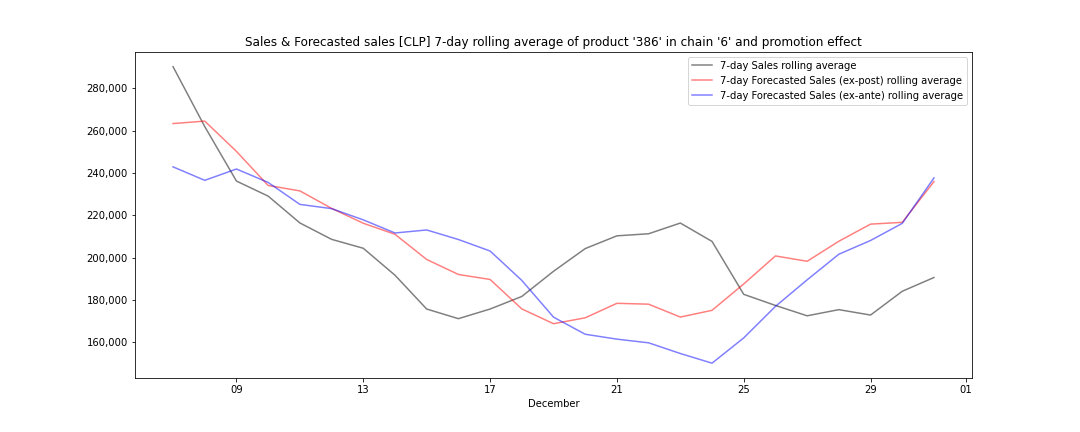 Sales & Forecasted sales [CLP] 7-day rolling average of product '386' in chain '6' and promotion effect
7-day Sales rolling average
7-day Forecasted Sales (ex-post) rolling average
7-day Forecasted Sales (ex-ante) rolling average
280,000
260,000
240,000
220,000
200,000
180,000
160,000
09 13 17 21 25 29 01
December